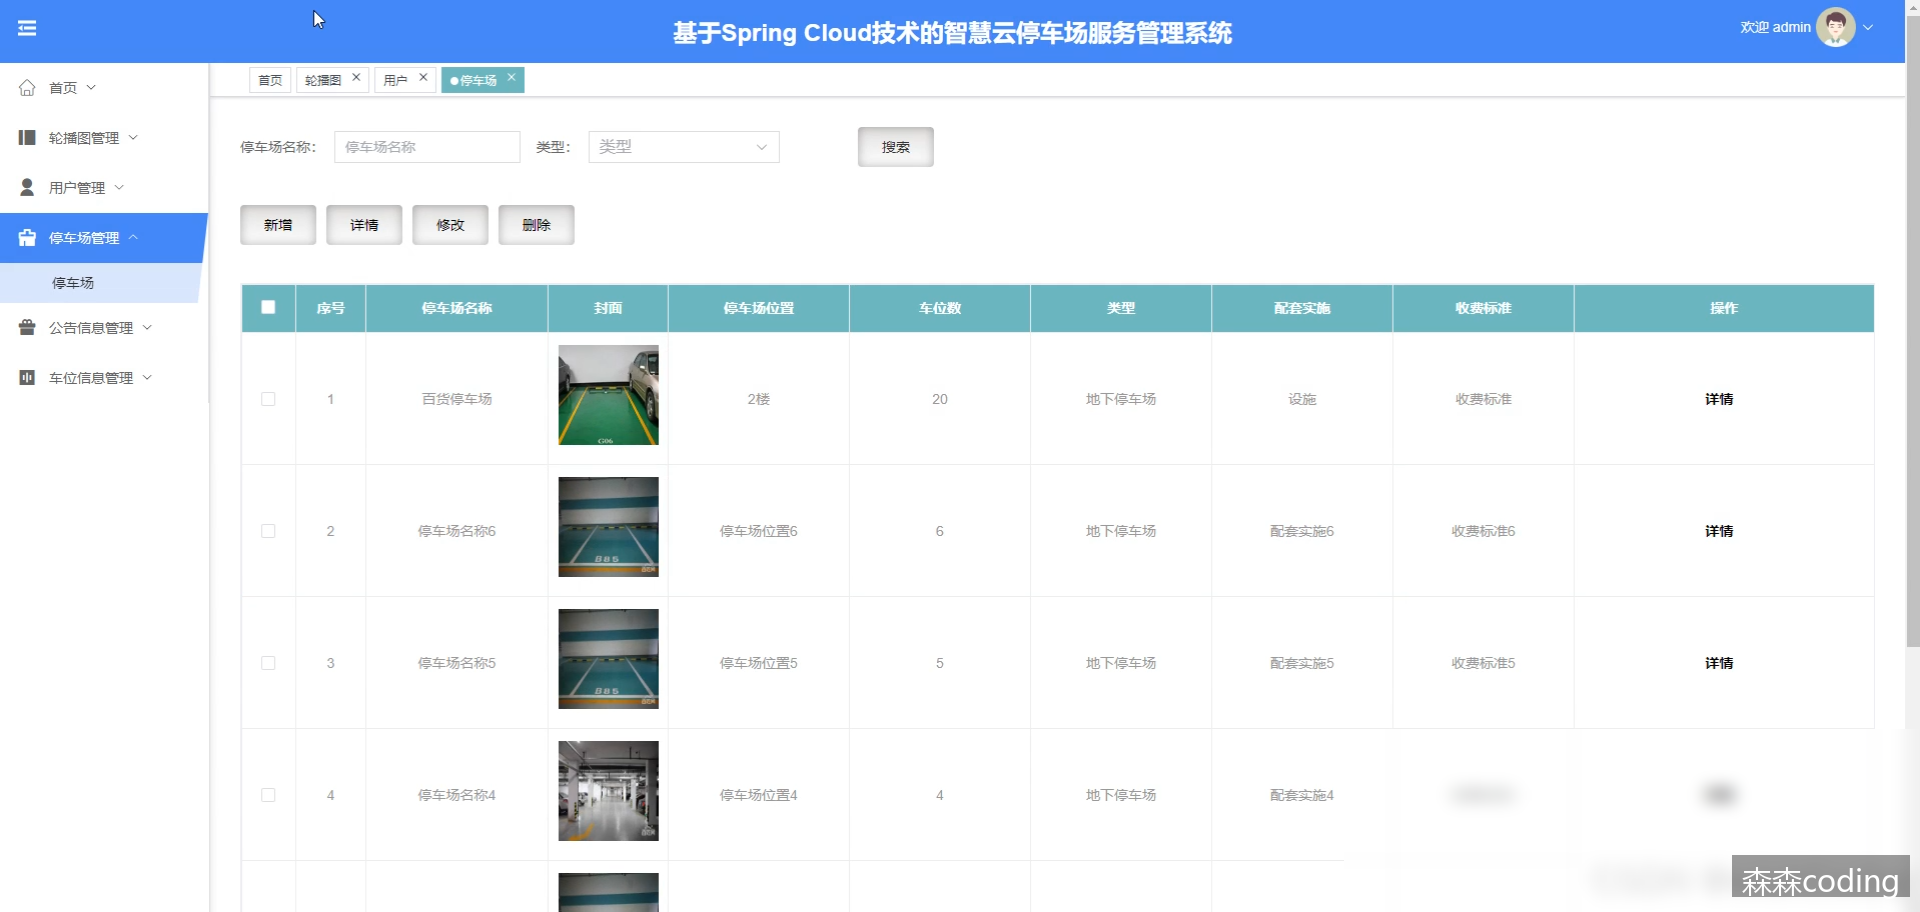 基于Spring Cloud技术的智慧云停车场服务管理系统
欢迎 admin
首页
轮播图管理
用户管理
停车场管理
停车场
公告信息管理
车位信息管理
首页 轮播图 用户 停车场
停车场名称： 停车场名称 类型： 类型 搜索
新增 详情 修改 删除
序号 停车场名称 封面 停车场位置 车位数 类型 配套实施 收费标准 操作
1 百货停车场 2楼 20 地下停车场 设施 收费标准 详情
G06
2 停车场名称6 停车场位置6 6 地下停车场 配套实施6 收费标准6 详情
B85
3 停车场名称5 停车场位置5 5 地下停车场 配套实施5 收费标准5 详情
B85
4 停车场名称4 停车场位置4 4 地下停车场 配套实施4
森森coding